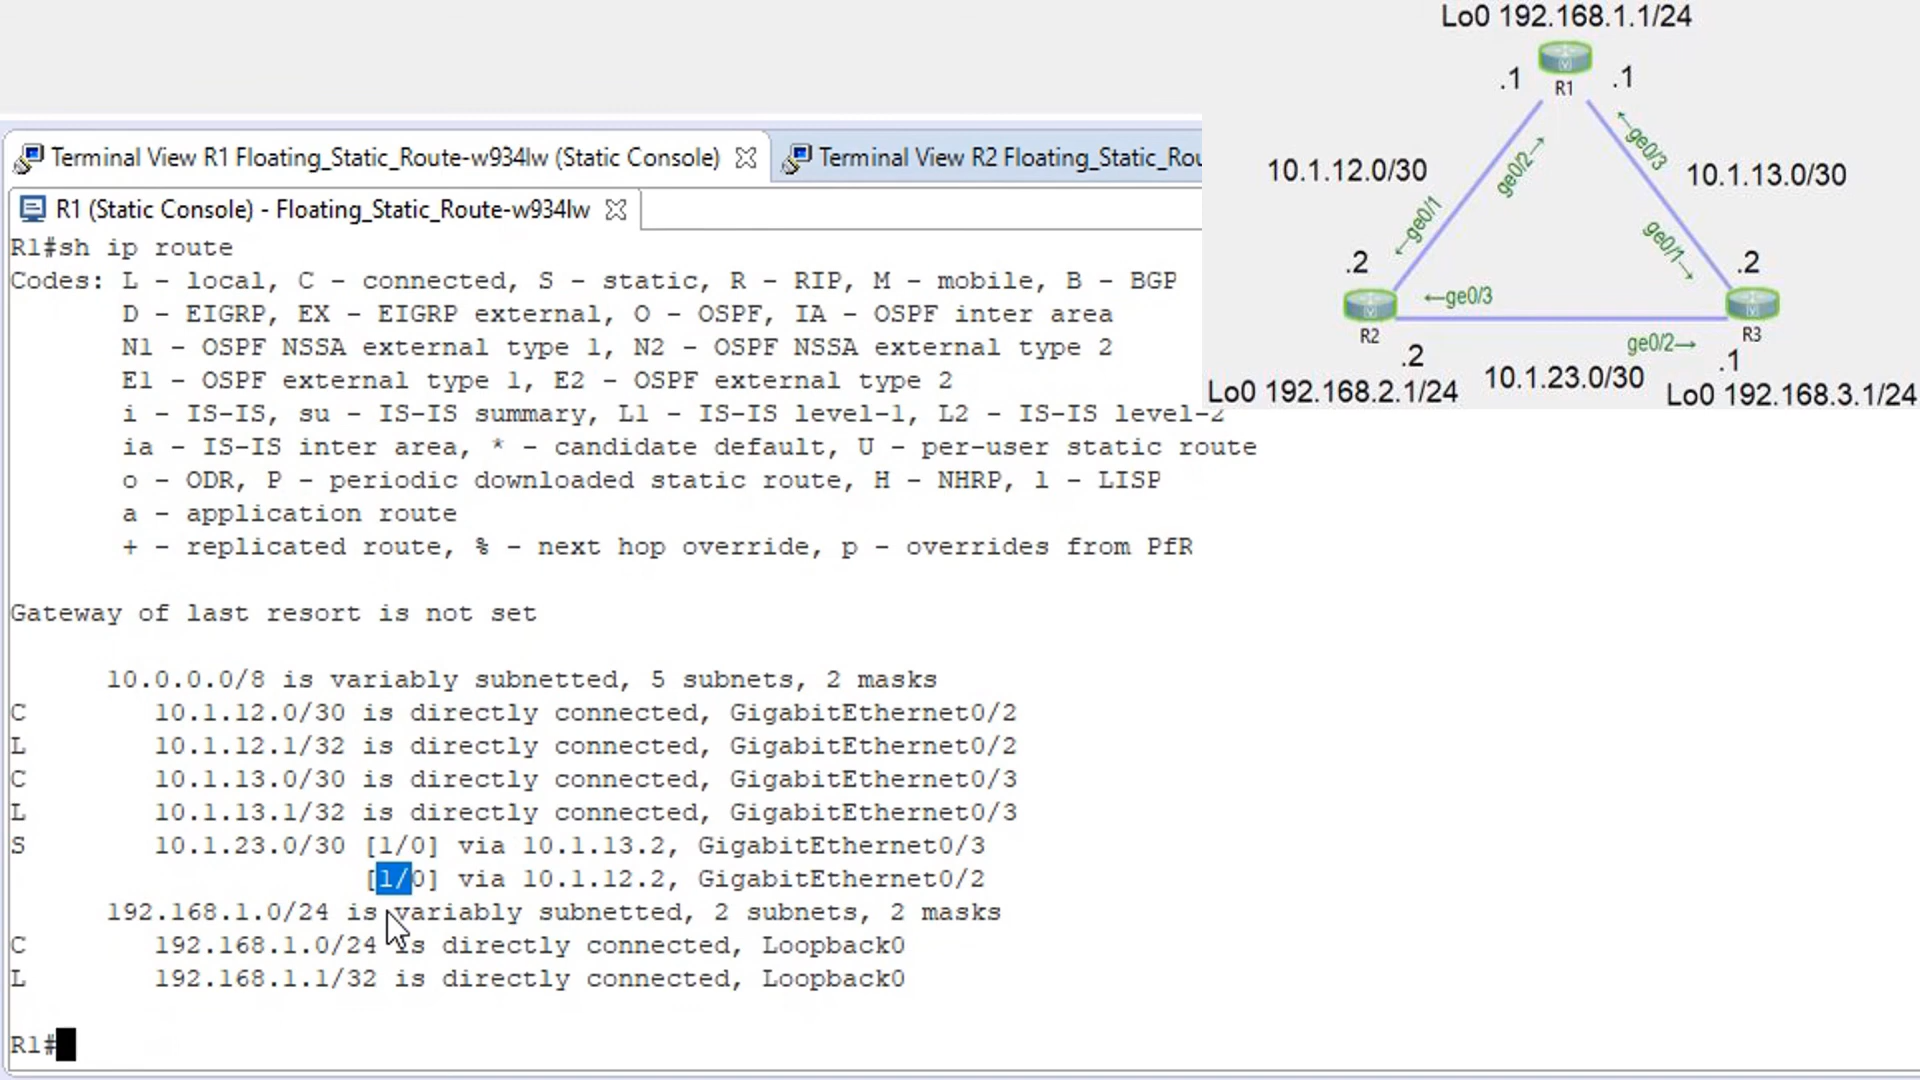 Lo0 192.168.1.1/24
.1
.1
R1
ge0/2→
←ge0/3
10.1.12.0/30
10.1.13.0/30
←ge0/1
ge0/1→
.2
.2
←ge0/3
R2
ge0/2→
R3
.2
.1
10.1.23.0/30
Lo0 192.168.2.1/24
Lo0 192.168.3.1/24
Terminal View R1 Floating_Static_Route-w934lw (Static Console)
Terminal View R2 Floating_Static_Rou
R1 (Static Console) - Floating_Static_Route-w934lw
R1#sh ip route
Codes: L - local, C - connected, S - static, R - RIP, M - mobile, B - BGP
D - EIGRP, EX - EIGRP external, O - OSPF, IA - OSPF inter area
N1 - OSPF NSSA external type 1, N2 - OSPF NSSA external type 2
E1 - OSPF external type 1, E2 - OSPF external type 2
i - IS-IS, su - IS-IS summary, L1 - IS-IS level-1, L2 - IS-IS level-2
ia - IS-IS inter area, * - candidate default, U - per-user static route
o - ODR, P - periodic downloaded static route, H - NHRP, l - LISP
a - application route
+ - replicated route, % - next hop override, p - overrides from PfR
Gateway of last resort is not set
10.0.0.0/8 is variably subnetted, 5 subnets, 2 masks
C 10.1.12.0/30 is directly connected, GigabitEthernet0/2
L 10.1.12.1/32 is directly connected, GigabitEthernet0/2
C 10.1.13.0/30 is directly connected, GigabitEthernet0/3
L 10.1.13.1/32 is directly connected, GigabitEthernet0/3
S 10.1.23.0/30 [1/0] via 10.1.13.2, GigabitEthernet0/3
[1/0] via 10.1.12.2, GigabitEthernet0/2
192.168.1.0/24 is variably subnetted, 2 subnets, 2 masks
C 192.168.1.0/24 is directly connected, Loopback0
L 192.168.1.1/32 is directly connected, Loopback0
R1#